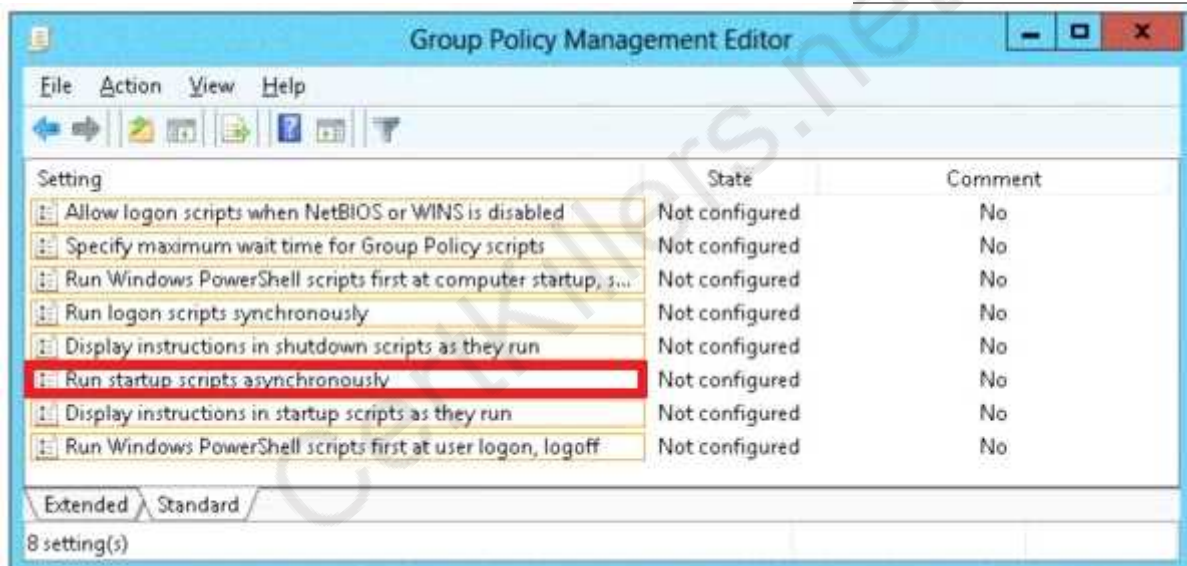 Group Policy Management Editor
File Action View Help
Setting State Comment
Allow logon scripts when NetBIOS or WINS is disabled Not configured No
Specify maximum wait time for Group Policy scripts Not configured No
Run Windows PowerShell scripts first at computer startup, s... Not configured No
Run logon scripts synchronously Not configured No
Display instructions in shutdown scripts as they run Not configured No
Run startup scripts asynchronously Not configured No
Display instructions in startup scripts as they run Not configured No
Run Windows PowerShell scripts first at user logon, logoff Not configured No
Extended Standard
8 setting(s)
CertKillers.net